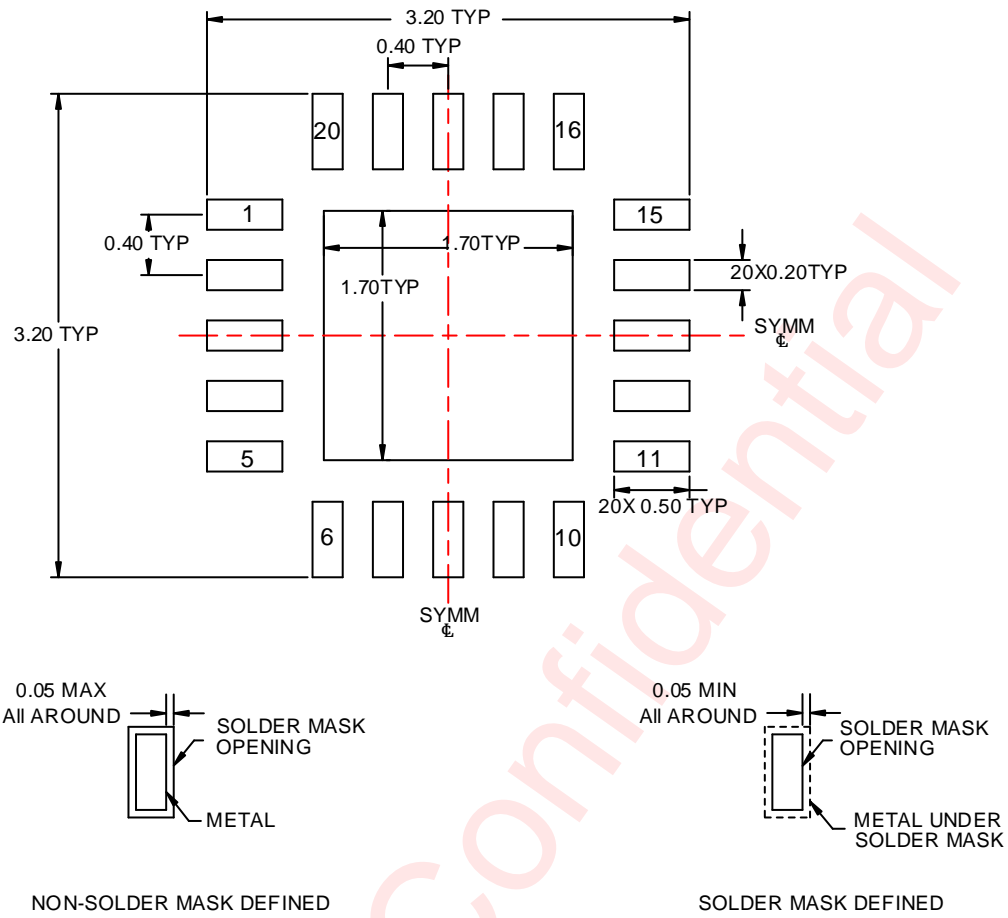 3.20 TYP
0.40 TYP
20
16
1
15
0.40 TYP
1.70TYP
20X0.20TYP
1.70TYP
3.20 TYP
SYMM
℄
5
11
20X 0.50 TYP
6
10
SYMM
℄
0.05 MAX
All AROUND
SOLDER MASK
OPENING
METAL
NON-SOLDER MASK DEFINED
0.05 MIN
All AROUND
SOLDER MASK
OPENING
METAL UNDER
SOLDER MASK
SOLDER MASK DEFINED
Confidential